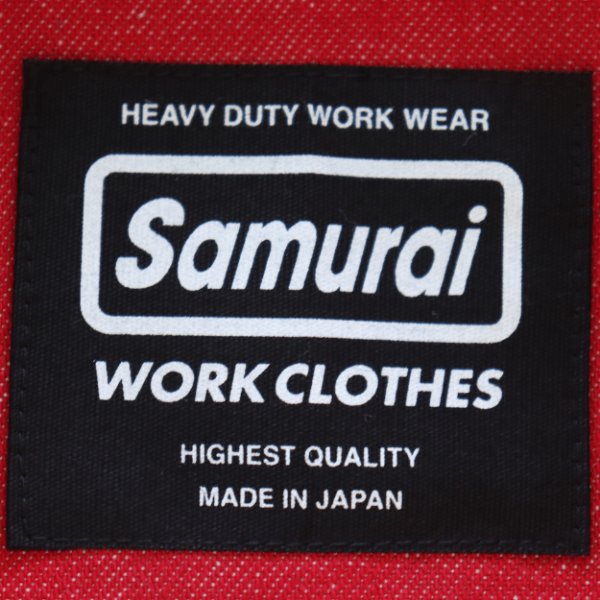 HEAVY DUTY WORK WEAR
Samurai
WORK CLOTHES
HIGHEST QUALITY
MADE IN JAPAN